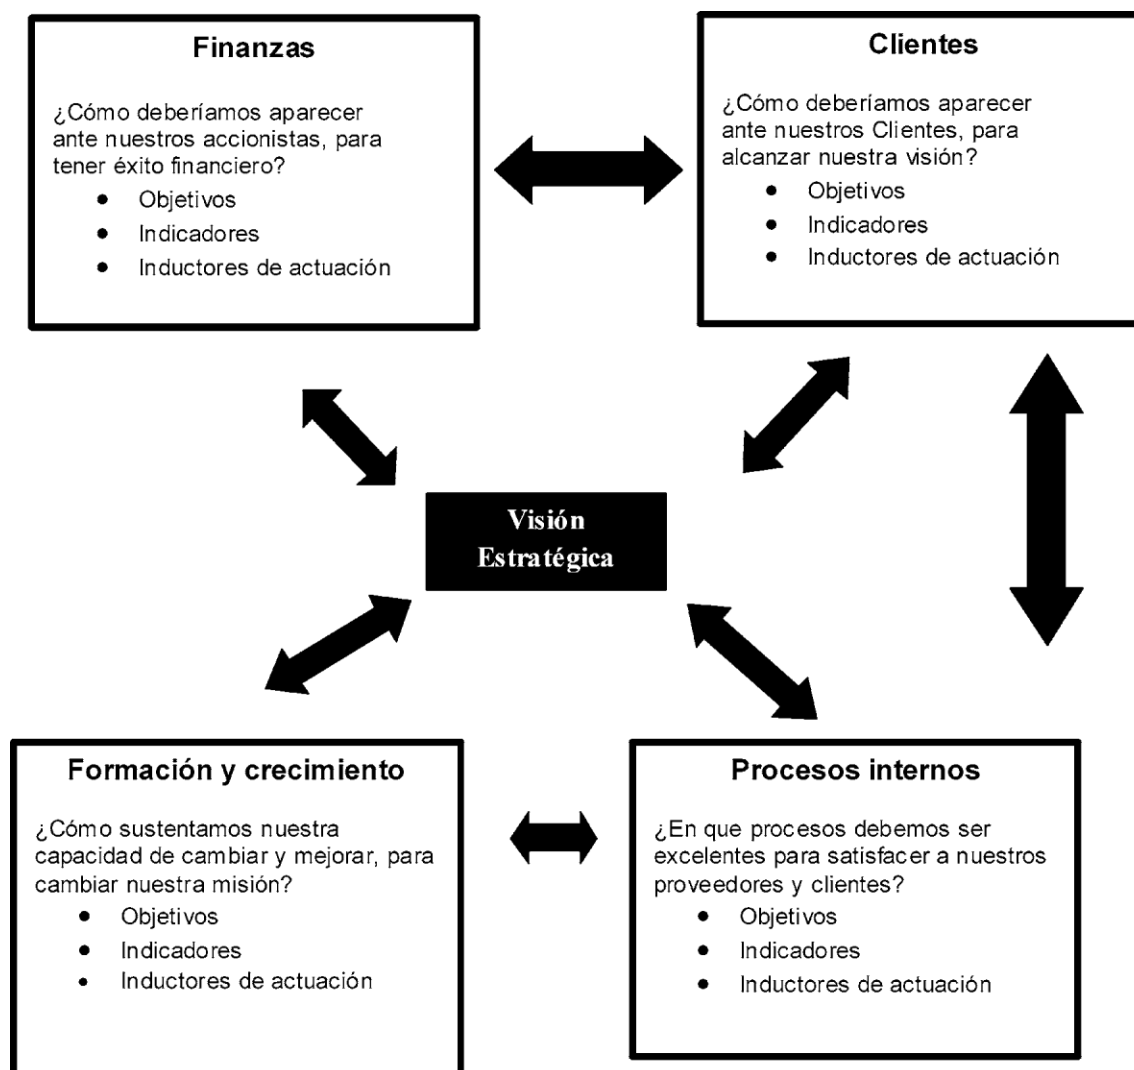 Finanzas
¿Cómo deberíamos aparecer
ante nuestros accionistas, para
tener éxito financiero?
• Objetivos
• Indicadores
• Inductores de actuación
Clientes
¿Cómo deberíamos aparecer
ante nuestros Clientes, para
alcanzar nuestra visión?
• Objetivos
• Indicadores
• Inductores de actuación
Visión
Estratégica
Formación y crecimiento
¿Cómo sustentamos nuestra
capacidad de cambiar y mejorar, para
cambiar nuestra misión?
• Objetivos
• Indicadores
• Inductores de actuación
Procesos internos
¿En que procesos debemos ser
excelentes para satisfacer a nuestros
proveedores y clientes?
• Objetivos
• Indicadores
• Inductores de actuación